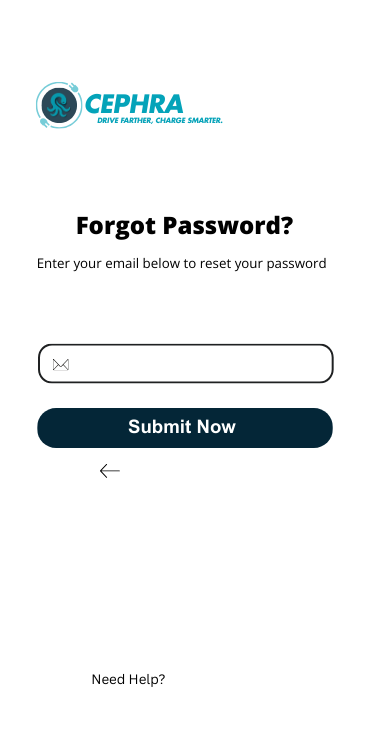 CEPHRA
DRIVE FARTHER, CHARGE SMARTER.
Forgot Password?
Enter your email below to reset your password
Submit Now
Need Help?